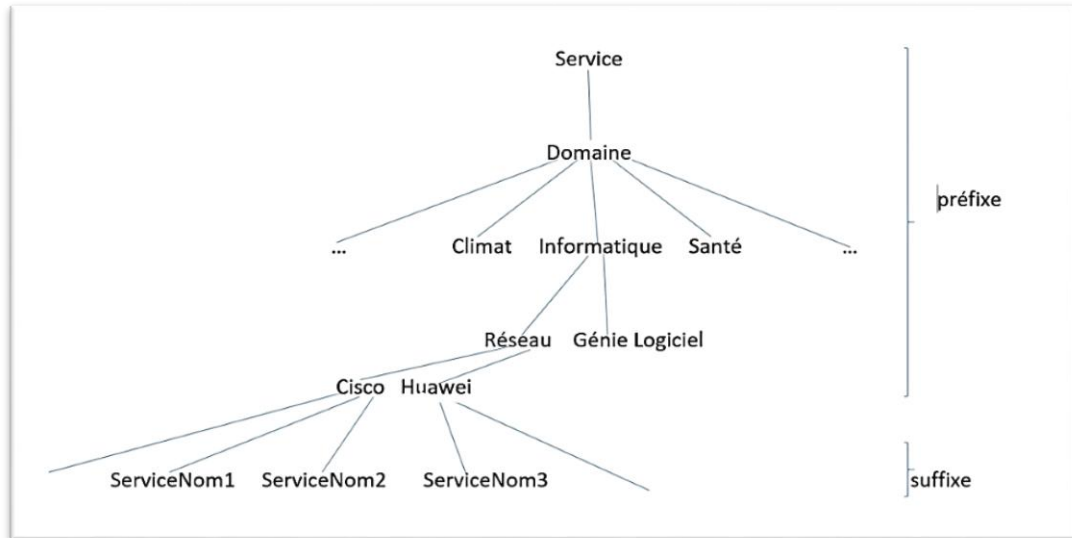 Service
Domaine
préfixe
... Climat Informatique Santé ...
Réseau Génie Logiciel
Cisco Huawei
ServiceNom1 ServiceNom2 ServiceNom3
suffixe